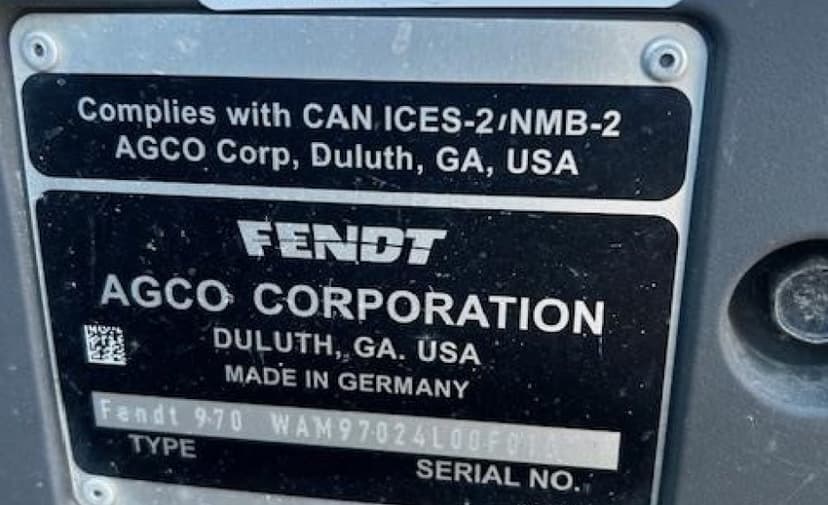 Complies with CAN ICES-2/NMB-2
AGCO Corp, Duluth, GA, USA
FENDT
AGCO CORPORATION
DULUTH, GA. USA
MADE IN GERMANY
Fendt 970
TYPE
SERIAL NO.